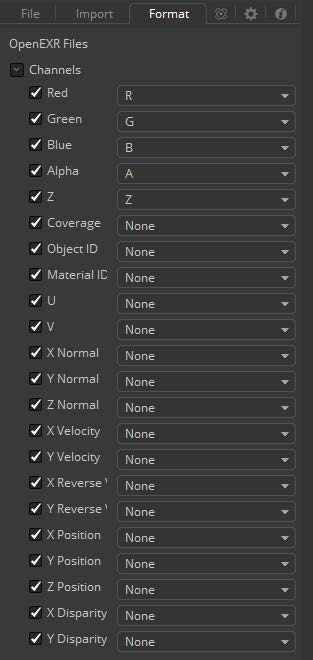 File Import Format
OpenEXR Files
Channels
Red R
Green G
Blue B
Alpha A
Z Z
Coverage None
Object ID None
Material ID None
U None
V None
X Normal None
Y Normal None
Z Normal None
X Velocity None
Y Velocity None
X Reverse None
Y Reverse None
X Position None
Y Position None
Z Position None
X Disparity None
Y Disparity None